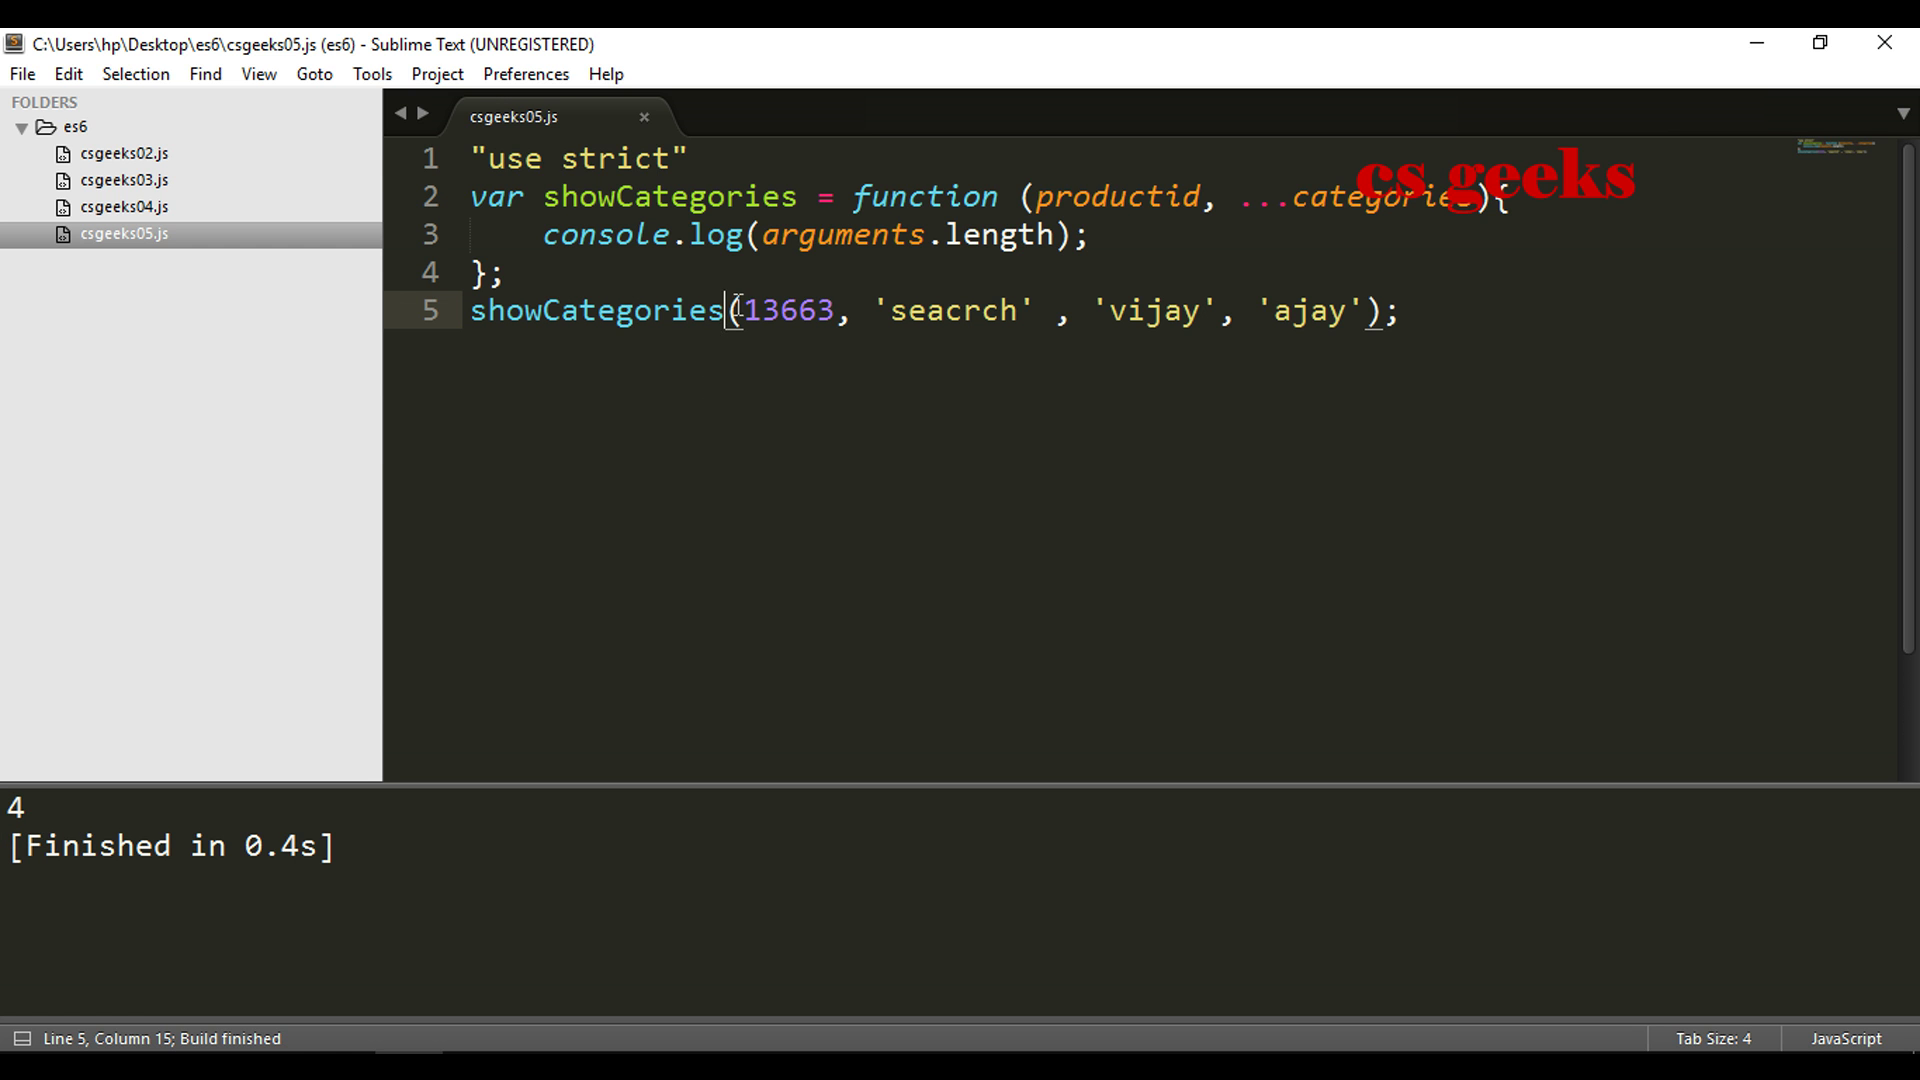 C:\Users\hp\Desktop\es6\csgeeks05.js (es6) - Sublime Text (UNREGISTERED)
File Edit Selection Find View Goto Tools Project Preferences Help
FOLDERS
es6
csgeeks02.js
csgeeks03.js
csgeeks04.js
csgeeks05.js
csgeeks05.js
cs geeks
1 "use strict"
2 var showCategories = function (productid, ...categories){
3 console.log(arguments.length);
4 };
5 showCategories(13663, 'seacrch' , 'vijay', 'ajay');
4
[Finished in 0.4s]
Line 5, Column 15; Build finished
Tab Size: 4
JavaScript